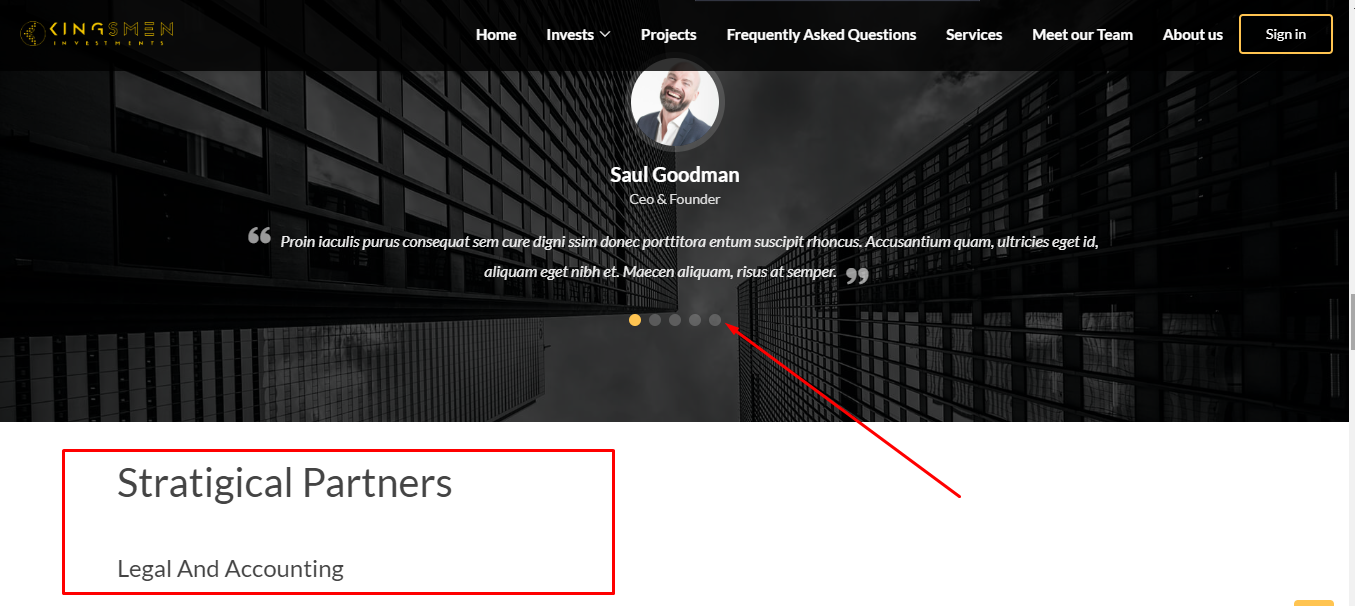 KINGSMEN
INVESTMENTS
Home Invests Projects Frequently Asked Questions Services Meet our Team About us Sign in
Saul Goodman
Ceo & Founder
“ Proin iaculis purus consequat sem cure digni ssim donec porttitora entum suscipit rhoncus. Accusantium quam, ultricies eget id,
aliquam eget nibh et. Maecen aliquam, risus at semper. ”
Stratigical Partners
Legal And Accounting